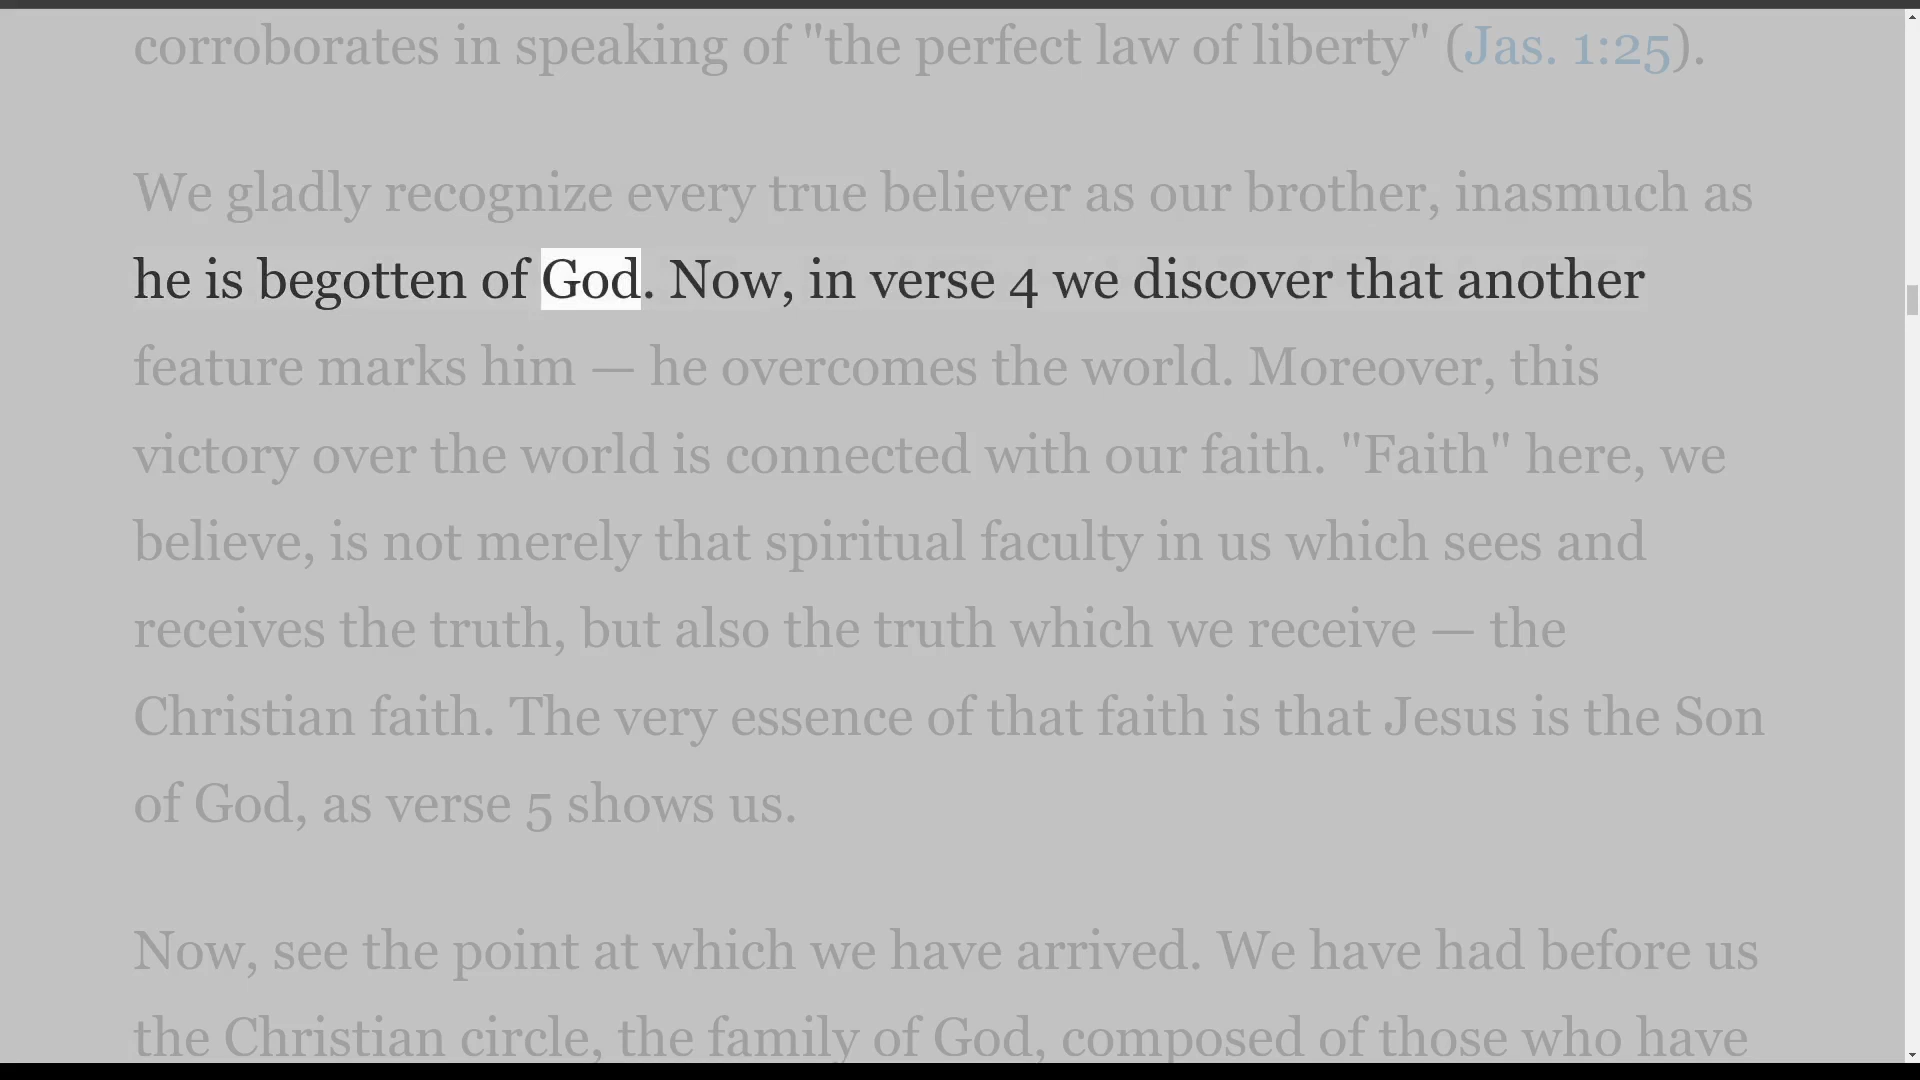 corroborates in speaking of "the perfect law of liberty" (Jas. 1:25).
We gladly recognize every true believer as our brother, inasmuch as
he is begotten of God. Now, in verse 4 we discover that another
feature marks him — he overcomes the world. Moreover, this
victory over the world is connected with our faith. "Faith" here, we
believe, is not merely that spiritual faculty in us which sees and
receives the truth, but also the truth which we receive — the
Christian faith. The very essence of that faith is that Jesus is the Son
of God, as verse 5 shows us.
Now, see the point at which we have arrived. We have had before us
the Christian circle, the family of God, composed of those who have